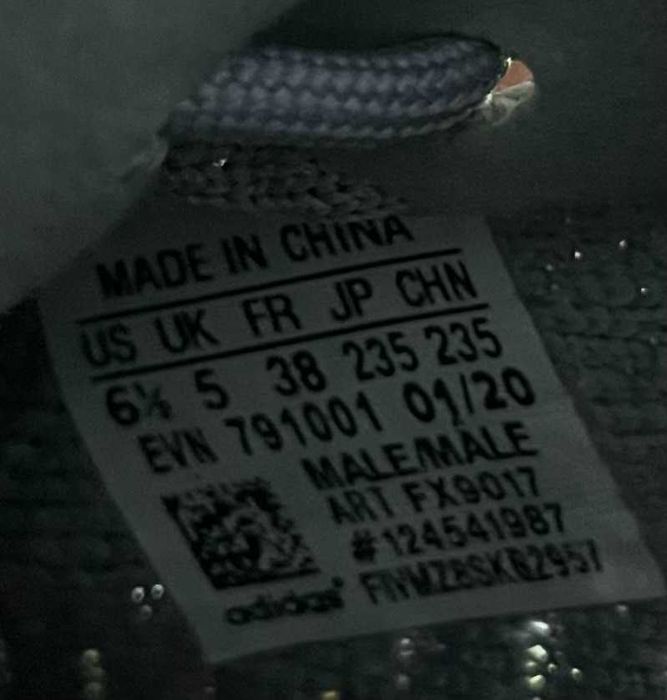 MADE IN CHINA
US UK FR JP CHN
6½ 5 38 235 235
EVN 791001 01/20
MALE/MALE
ART FX9017
#124541987
adidas